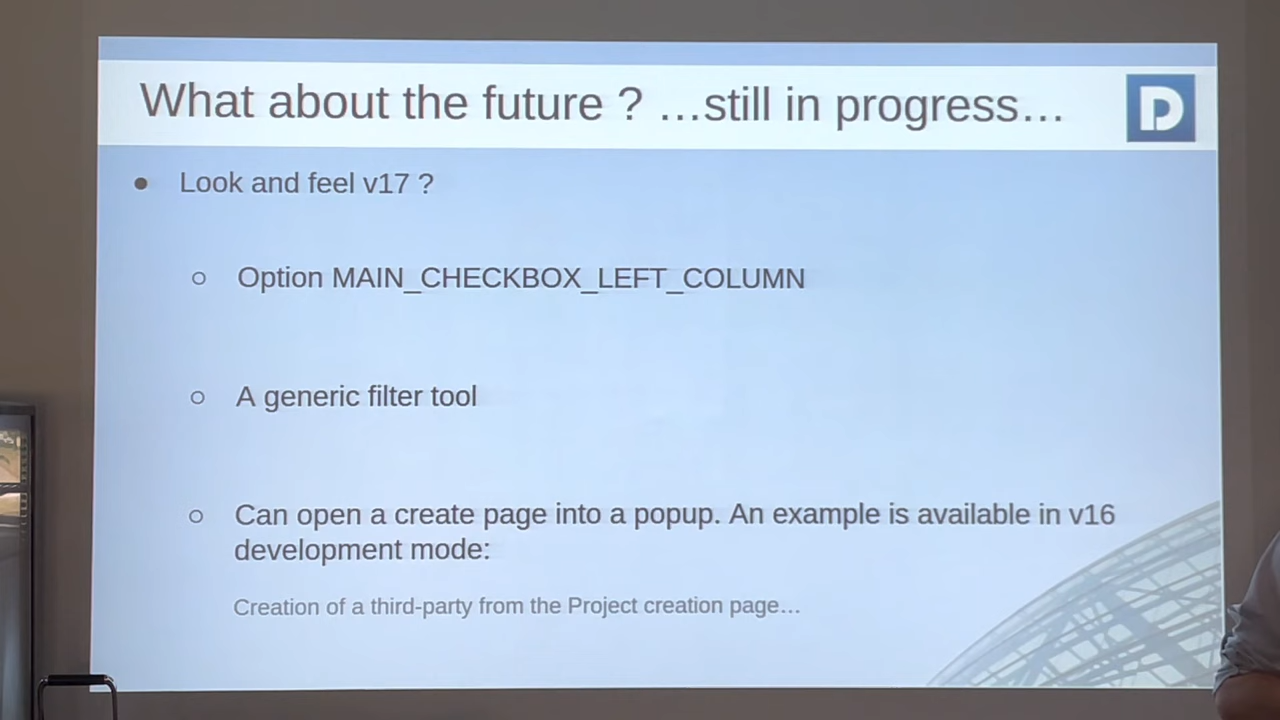 What about the future ? …still in progress…
D
● Look and feel v17 ?
○ Option MAIN_CHECKBOX_LEFT_COLUMN
○ A generic filter tool
○ Can open a create page into a popup. An example is available in v16
development mode:
Creation of a third-party from the Project creation page…